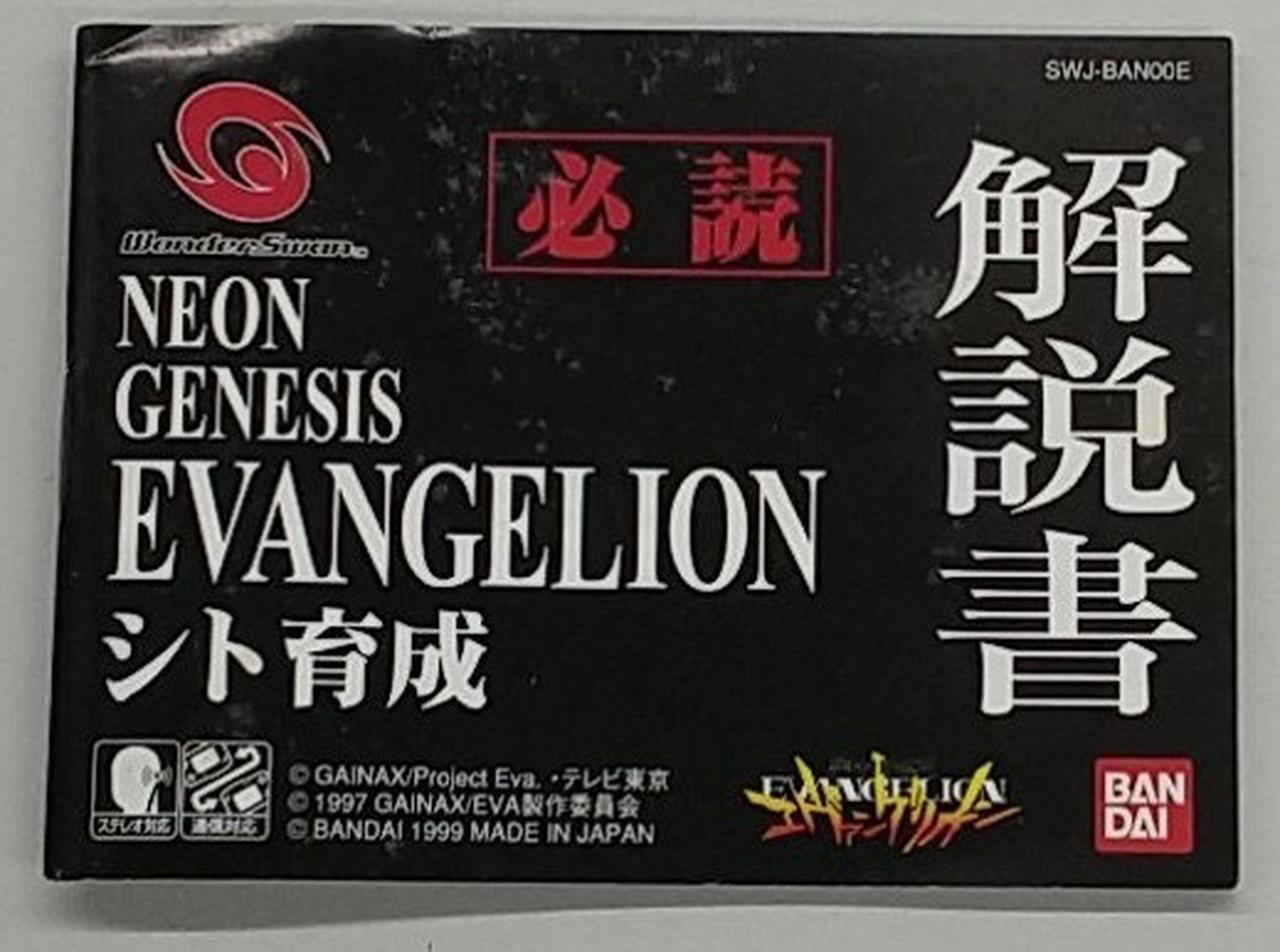 SWJ-BAN00E
WonderSwan™
必読
解説書
NEON
GENESIS
EVANGELION
シト育成
ステレオ対応
通信対応
© GAINAX/Project Eva.・テレビ東京
© 1997 GAINAX/EVA製作委員会
© BANDAI 1999 MADE IN JAPAN
EVANGELION
エヴァンゲリオン
BAN
DAI